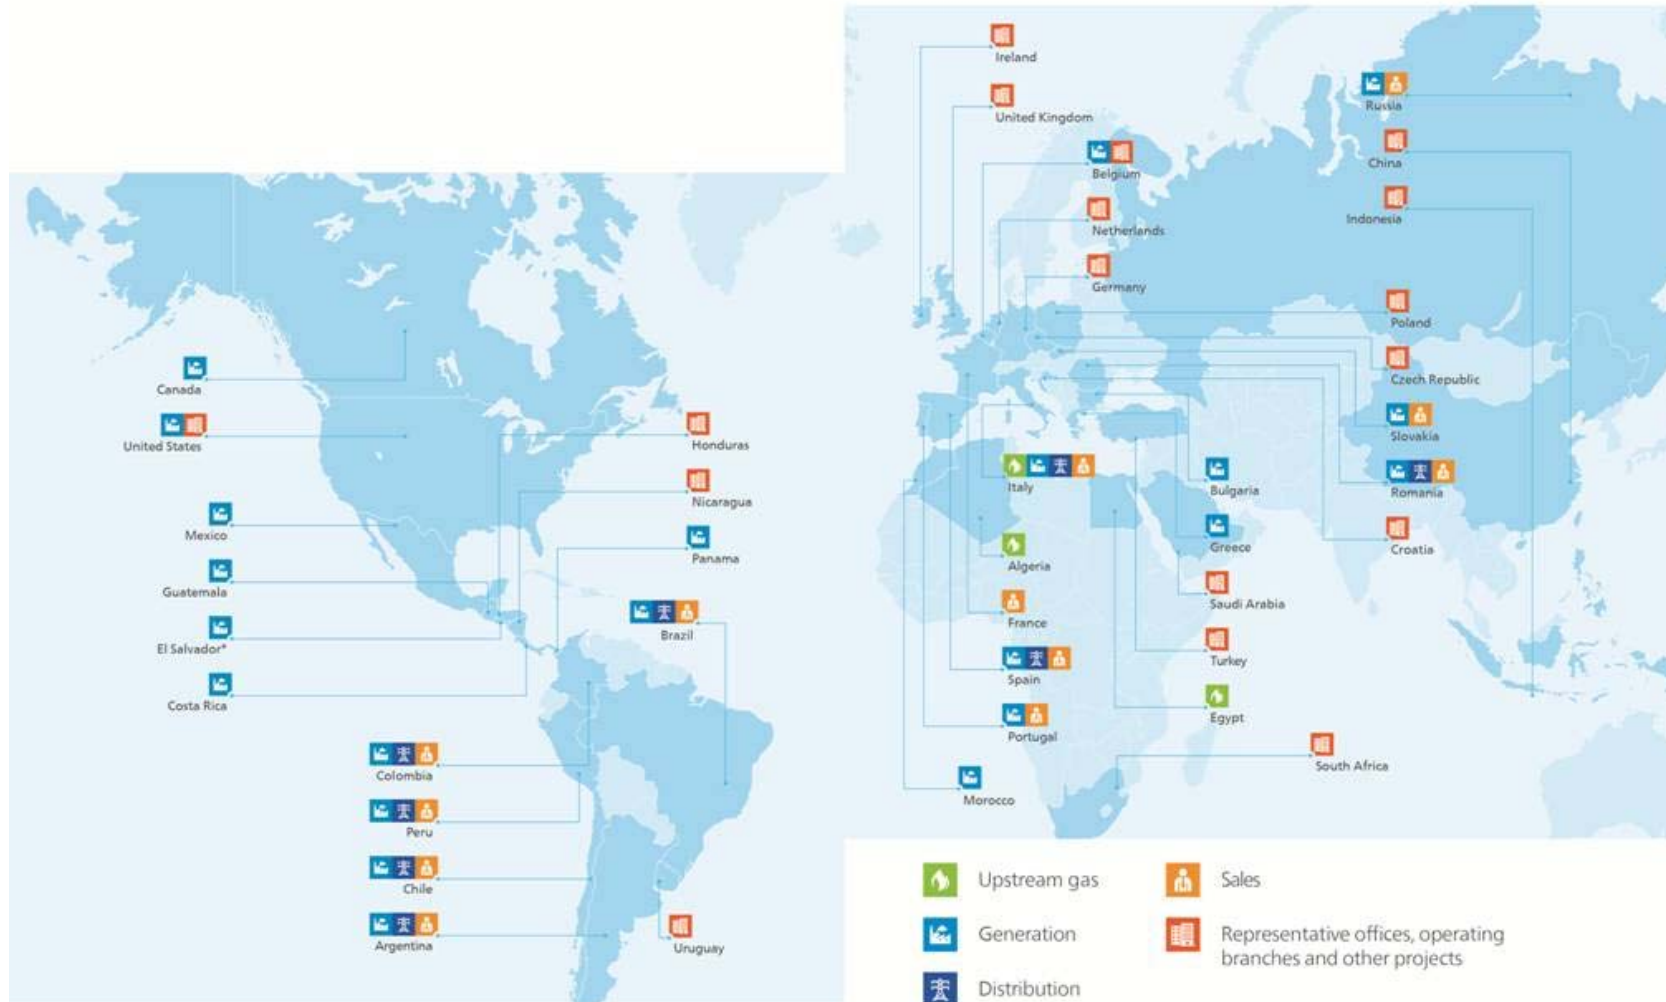 Ireland
United Kingdom
Belgium
Netherlands
Germany
Russia
China
Indonesia
Poland
Czech Republic
Slovakia
Romania
Croatia
Canada
United States
Mexico
Guatemala
El Salvador*
Costa Rica
Honduras
Nicaragua
Panama
Brazil
Colombia
Peru
Chile
Argentina
Uruguay
Italy
Algeria
France
Spain
Portugal
Morocco
Bulgaria
Greece
Saudi Arabia
Turkey
Egypt
South Africa
Upstream gas
Generation
Distribution
Sales
Representative offices, operating
branches and other projects